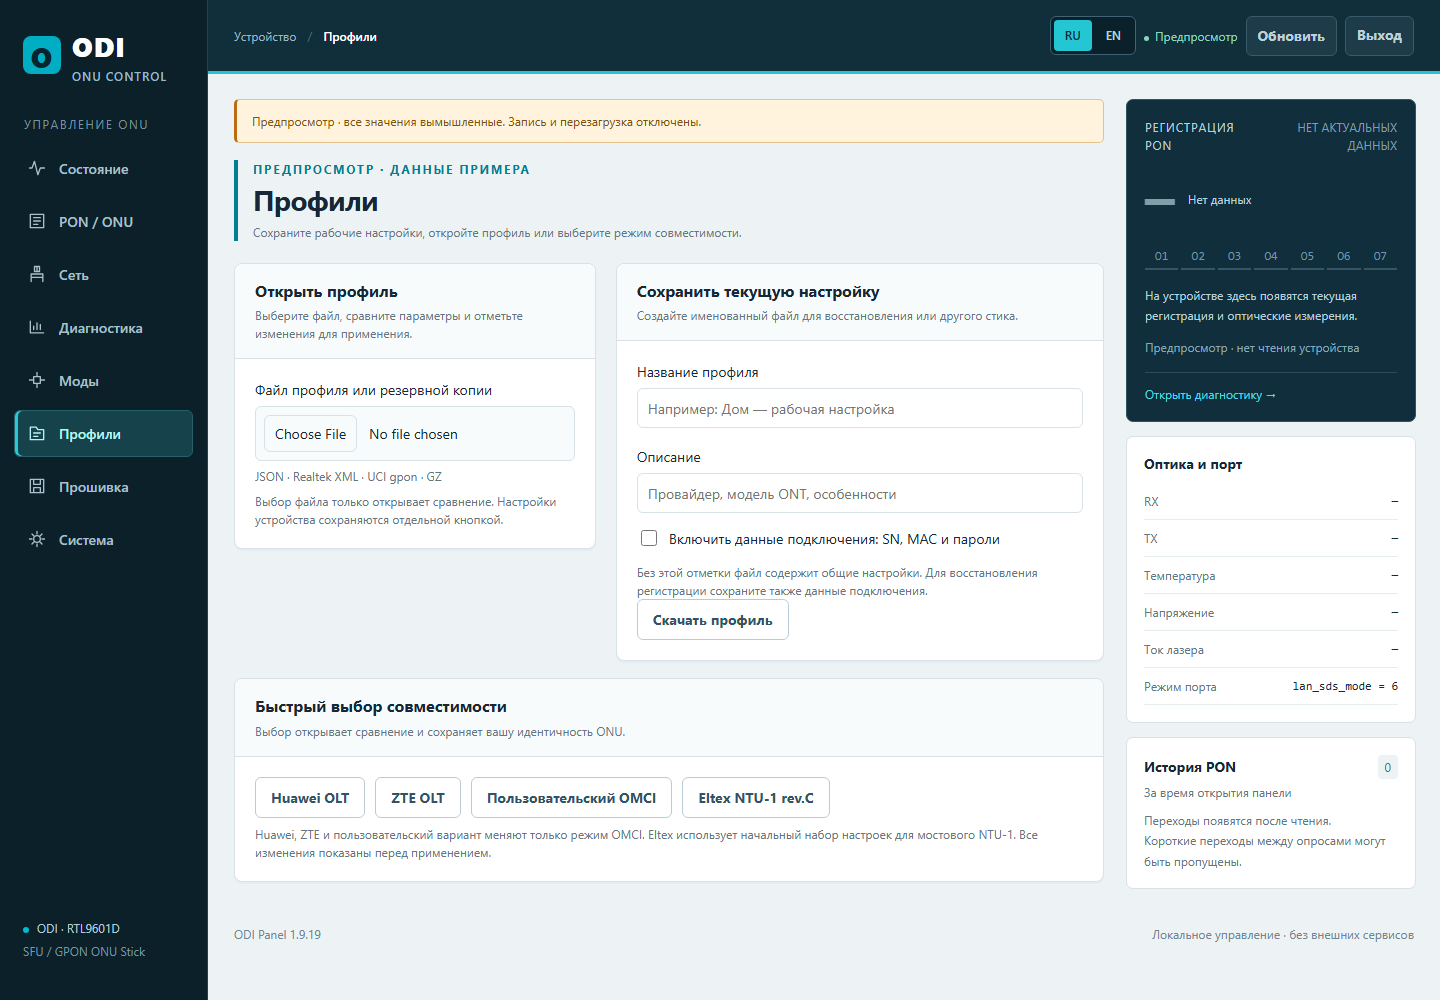 ODI
ONU CONTROL
УПРАВЛЕНИЕ ONU
Состояние
PON / ONU
Сеть
Диагностика
Моды
Профили
Прошивка
Система
ODI · RTL9601D
SFU / GPON ONU Stick
Устройство / Профили
RU EN
Предпросмотр
Обновить
Выход
Предпросмотр · все значения вымышленные. Запись и перезагрузка отключены.
ПРЕДПРОСМОТР · ДАННЫЕ ПРИМЕРА
Профили
Сохраните рабочие настройки, откройте профиль или выберите режим совместимости.
Открыть профиль
Выберите файл, сравните параметры и отметьте
изменения для применения.
Файл профиля или резервной копии
Choose File No file chosen
JSON · Realtek XML · UCI gpon · GZ
Выбор файла только открывает сравнение. Настройки
устройства сохраняются отдельной кнопкой.
Сохранить текущую настройку
Создайте именованный файл для восстановления или другого стика.
Название профиля
Например: Дом — рабочая настройка
Описание
Провайдер, модель ONT, особенности
Включить данные подключения: SN, MAC и пароли
Без этой отметки файл содержит общие настройки. Для восстановления
регистрации сохраните также данные подключения.
Скачать профиль
Быстрый выбор совместимости
Выбор открывает сравнение и сохраняет вашу идентичность ONU.
Huawei OLT
ZTE OLT
Пользовательский OMCI
Eltex NTU-1 rev.C
Huawei, ZTE и пользовательский вариант меняют только режим OMCI. Eltex использует начальный набор настроек для мостового NTU-1. Все
изменения показаны перед применением.
РЕГИСТРАЦИЯ
PON
НЕТ АКТУАЛЬНЫХ
ДАННЫХ
Нет данных
01 02 03 04 05 06 07
На устройстве здесь появятся текущая
регистрация и оптические измерения.
Предпросмотр · нет чтения устройства
Открыть диагностику →
Оптика и порт
RX –
TX –
Температура –
Напряжение –
Ток лазера –
Режим порта lan_sds_mode = 6
История PON 0
За время открытия панели
Переходы появятся после чтения.
Короткие переходы между опросами могут
быть пропущены.
ODI Panel 1.9.19
Локальное управление · без внешних сервисов